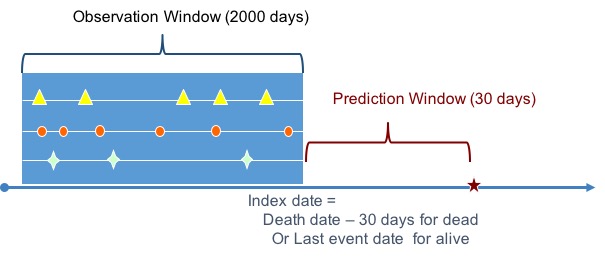 Observation Window (2000 days)
Prediction Window (30 days)
Index date =
Death date – 30 days for dead
Or Last event date for alive